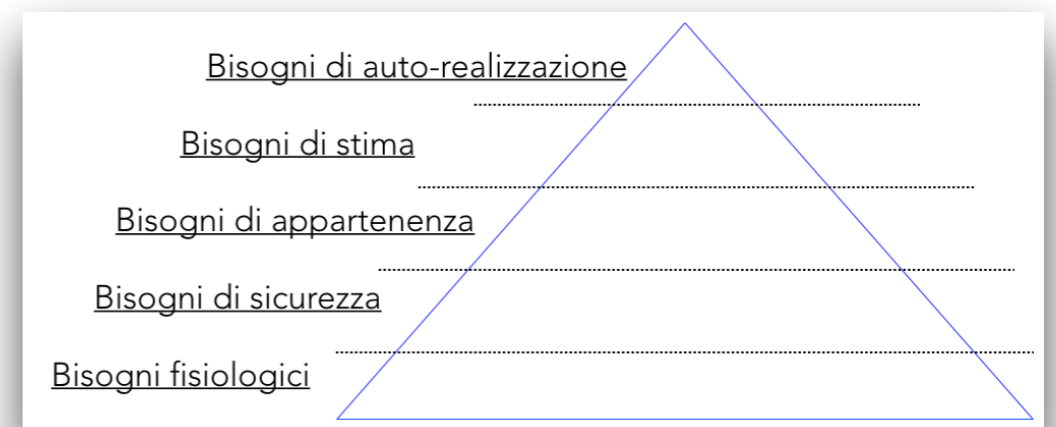 Bisogni di auto-realizzazione
Bisogni di stima
Bisogni di appartenenza
Bisogni di sicurezza
Bisogni fisiologici